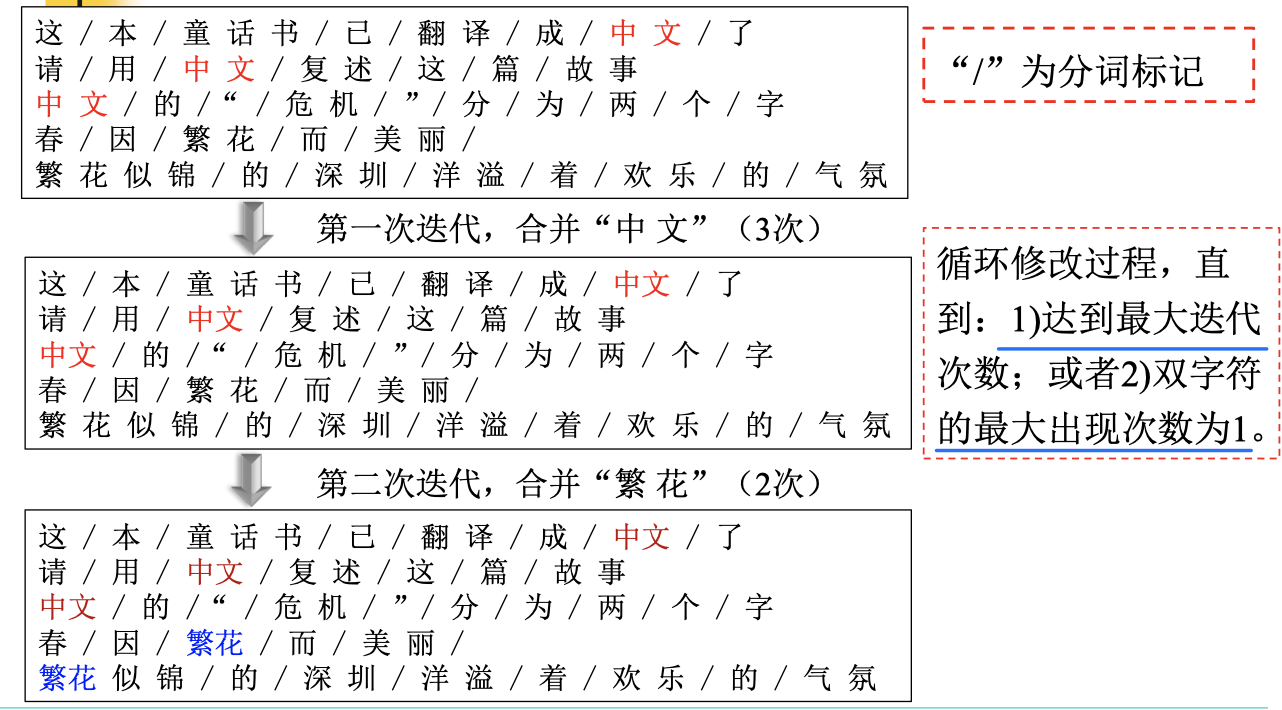 这 / 本 / 童 话 书 / 已 / 翻 译 / 成 / 中 文 / 了
请 / 用 / 中 文 / 复 述 / 这 / 篇 / 故 事
中 文 / 的 /“ / 危 机 / ”/ 分 / 为 / 两 / 个 / 字
春 / 因 / 繁 花 / 而 / 美 丽 /
繁 花 似 锦 / 的 / 深 圳 / 洋 溢 / 着 / 欢 乐 / 的 / 气 氛
“/”为分词标记
第一次迭代，合并“中 文”（3次）
这 / 本 / 童 话 书 / 已 / 翻 译 / 成 / 中文 / 了
请 / 用 / 中文 / 复 述 / 这 / 篇 / 故 事
中文 / 的 /“ / 危 机 / ”/ 分 / 为 / 两 / 个 / 字
春 / 因 / 繁 花 / 而 / 美 丽 /
繁 花 似 锦 / 的 / 深 圳 / 洋 溢 / 着 / 欢 乐 / 的 / 气 氛
循环修改过程，直
到：1)达到最大迭代
次数；或者2)双字符
的最大出现次数为1。
第二次迭代，合并“繁 花”（2次）
这 / 本 / 童 话 书 / 已 / 翻 译 / 成 / 中文 / 了
请 / 用 / 中文 / 复 述 / 这 / 篇 / 故 事
中文 / 的 /“ / 危 机 / ”/ 分 / 为 / 两 / 个 / 字
春 / 因 / 繁花 / 而 / 美 丽 /
繁花 似 锦 / 的 / 深 圳 / 洋 溢 / 着 / 欢 乐 / 的 / 气 氛